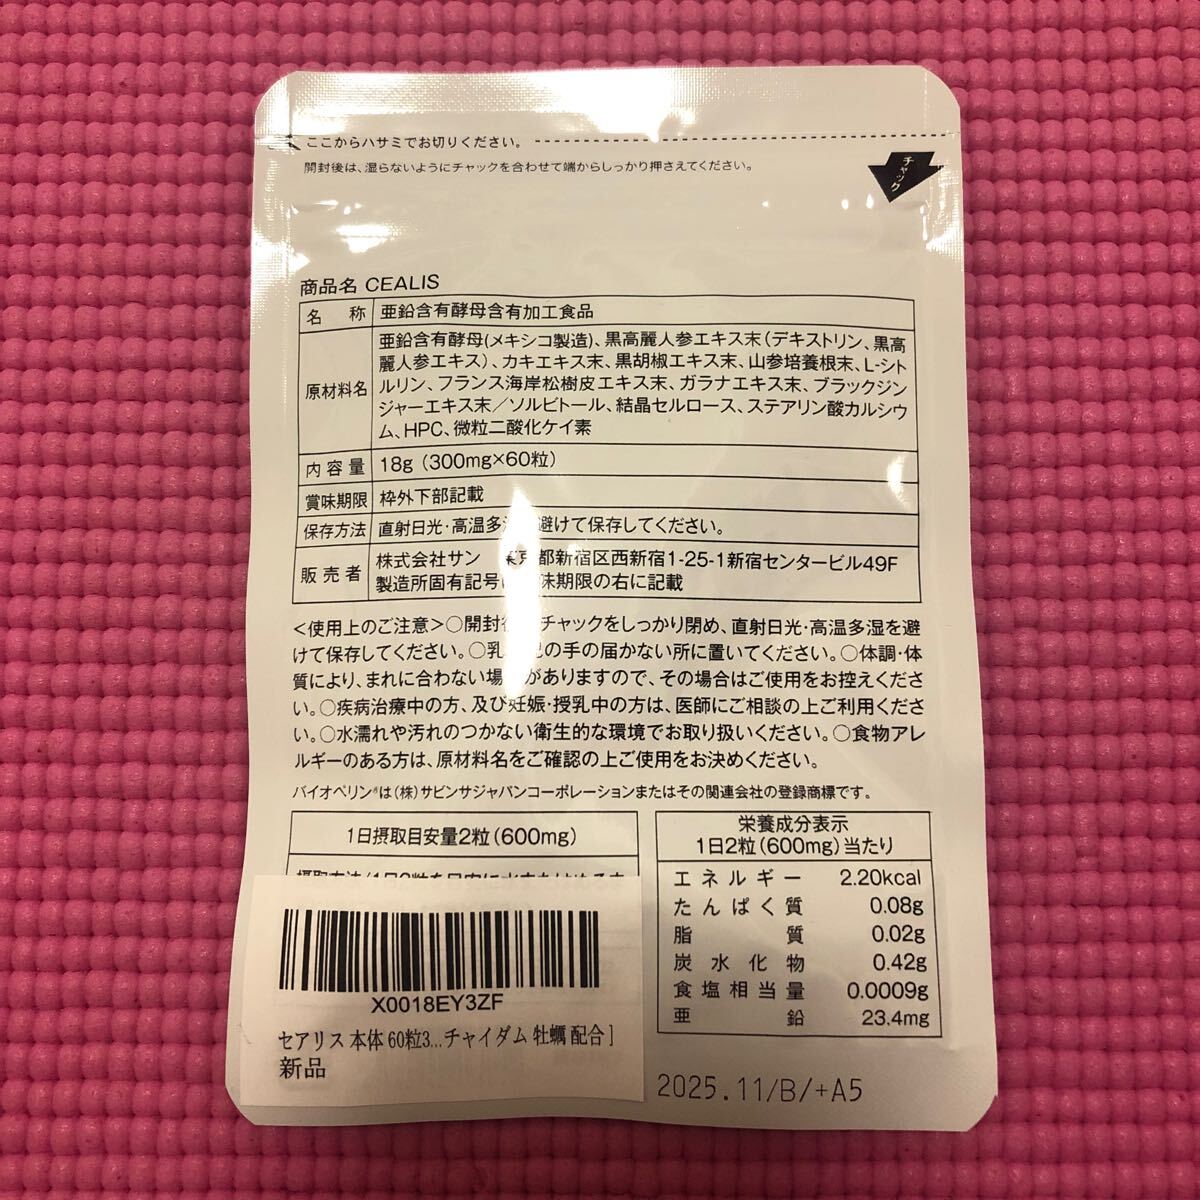 ここからハサミでお切りください。
開封後は、湿らないようにチャックを合わせて端からしっかり押さえてください。
チャック
商品名 CEALIS
名称 亜鉛含有酵母含有加工食品
原材料名 亜鉛含有酵母(メキシコ製造)、黒高麗人参エキス末(デキストリン、黒高
麗人参エキス)、カキエキス末、黒胡椒エキス末、山参培養根末、L-シト
ルリン、フランス海岸松樹皮エキス末、ガラナエキス末、ブラックジン
ジャーエキス末/ソルビトール、結晶セルロース、ステアリン酸カルシウ
ム、HPC、微粒二酸化ケイ素
内容量 18g (300mg×60粒)
賞味期限 枠外下部記載
保存方法 直射日光・高温多 避けて保存してください。
販売者 株式会社サン 東京都新宿区西新宿1-25-1新宿センタービル49F
製造所固有記号 味期限の右に記載
<使用上のご注意>○開封 チャックをしっかり閉め、直射日光・高温多湿を避
けて保存してください。○乳 児の手の届かない所に置いてください。○体調・体
質により、まれに合わない場 がありますので、その場合はご使用をお控えくださ
い。○疾病治療中の方、及び妊娠・授乳中の方は、医師にご相談の上ご利用くださ
い。○水濡れや汚れのつかない衛生的な環境でお取り扱いください。○食物アレ
ルギーのある方は、原材料名をご確認の上ご使用をお決めください。
バイオペリン®は(株)サビンサジャパンコーポレーションまたはその関連会社の登録商標です。
1日摂取目安量2粒(600mg)
栄養成分表示
1日2粒(600mg)当たり
エネルギー 2.20kcal
たんぱく質 0.08g
脂質 0.02g
炭水化物 0.42g
食塩相当量 0.0009g
亜鉛 23.4mg
X0018EY3ZF
セアリス 本体 60粒3...チャイダム 牡蠣 配合 ]
新品
2025.11/B/+A5